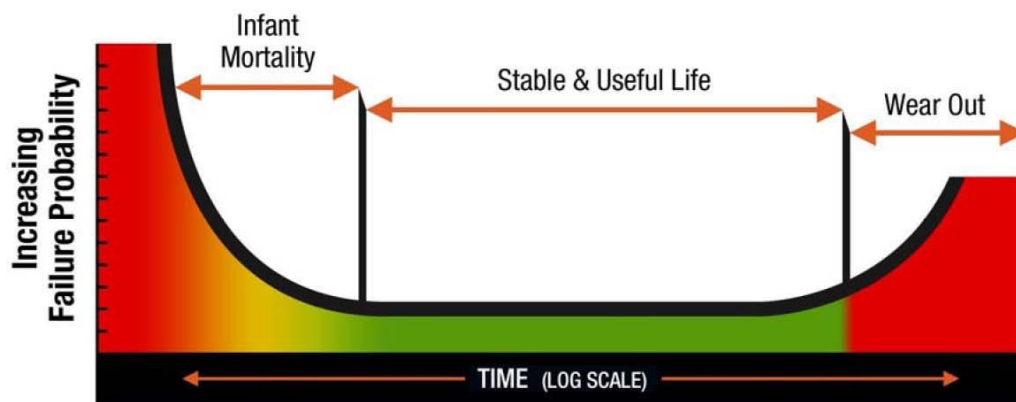 Infant
Mortality
Stable & Useful Life
Wear Out
Increasing
Failure Probability
TIME (LOG SCALE)